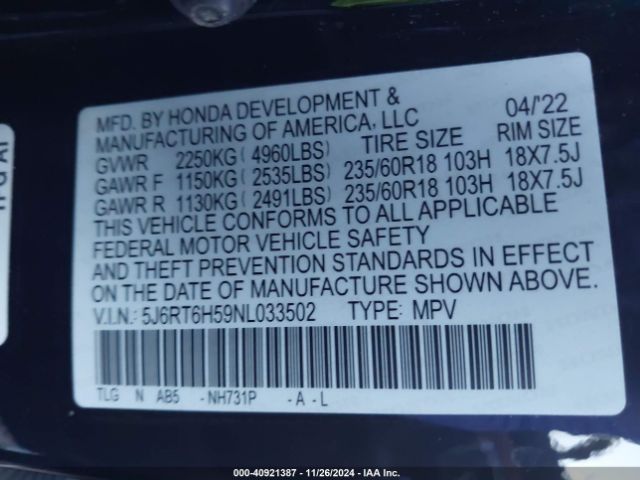 MFD. BY HONDA DEVELOPMENT &
MANUFACTURING OF AMERICA, LLC 04/'22
GVWR 2250KG(4960LBS) TIRE SIZE RIM SIZE
GAWR F 1150KG(2535LBS) 235/60R18 103H 18X7.5J
GAWR R 1130KG(2491LBS) 235/60R18 103H 18X7.5J
THIS VEHICLE CONFORMS TO ALL APPLICABLE
FEDERAL MOTOR VEHICLE SAFETY
AND THEFT PREVENTION STANDARDS IN EFFECT
ON THE DATE OF MANUFACTURE SHOWN ABOVE.
V.I.N.: 5J6RT6H59NL033502 TYPE: MPV
TLG N AB5 -NH731P -A-L
000-40921387 - 11/26/2024 - IAA Inc.